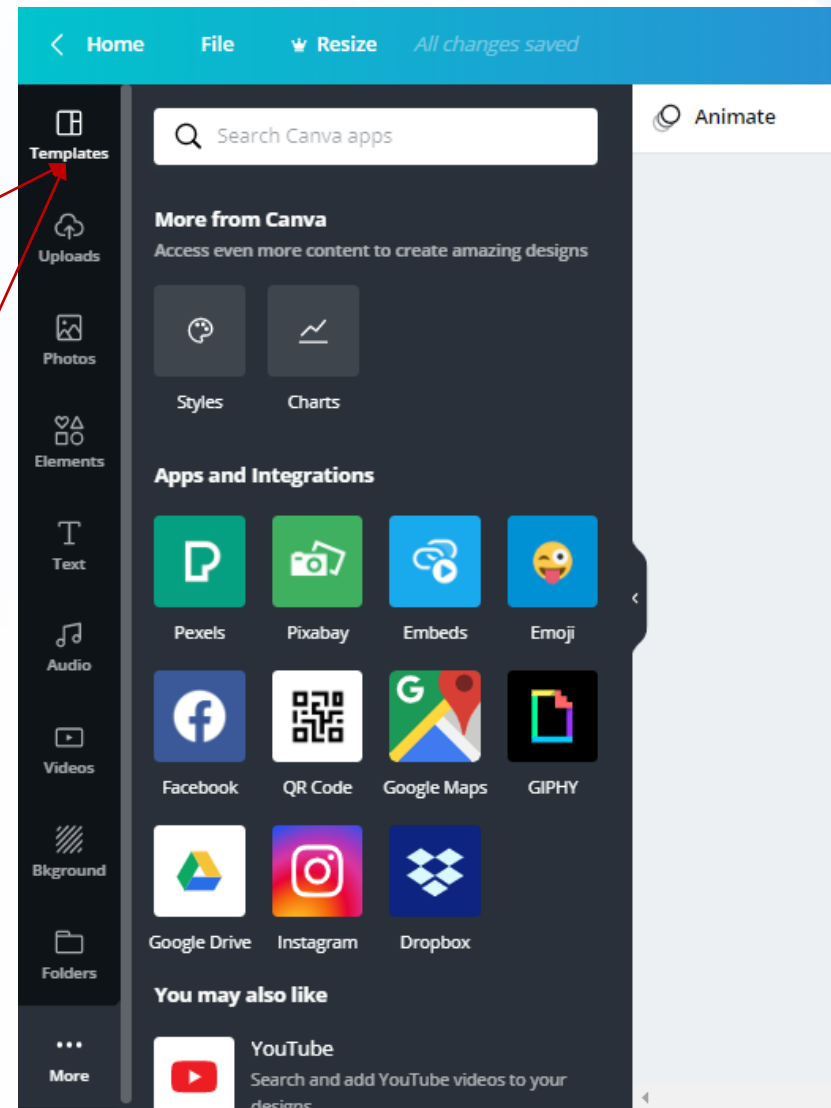 Home File Resize All changes saved
Templates
Uploads
Photos
Elements
Text
Audio
Videos
Bkground
Folders
More
Search Canva apps
More from Canva
Access even more content to create amazing designs
Styles Charts
Apps and Integrations
Pexels Pixabay Embeds Emoji
G
Facebook QR Code Google Maps GIPHY
Google Drive Instagram Dropbox
You may also like
YouTube
Search and add YouTube videos to your
designs
Animate